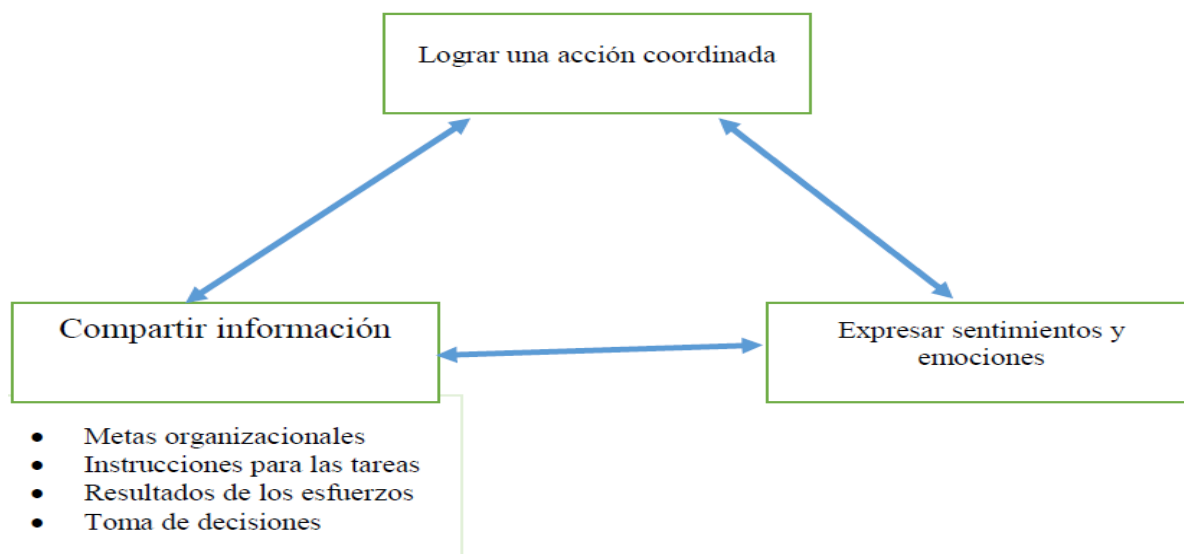 Lograr una acción coordinada
Compartir información
Expresar sentimientos y
emociones
• Metas organizacionales
• Instrucciones para las tareas
• Resultados de los esfuerzos
• Toma de decisiones